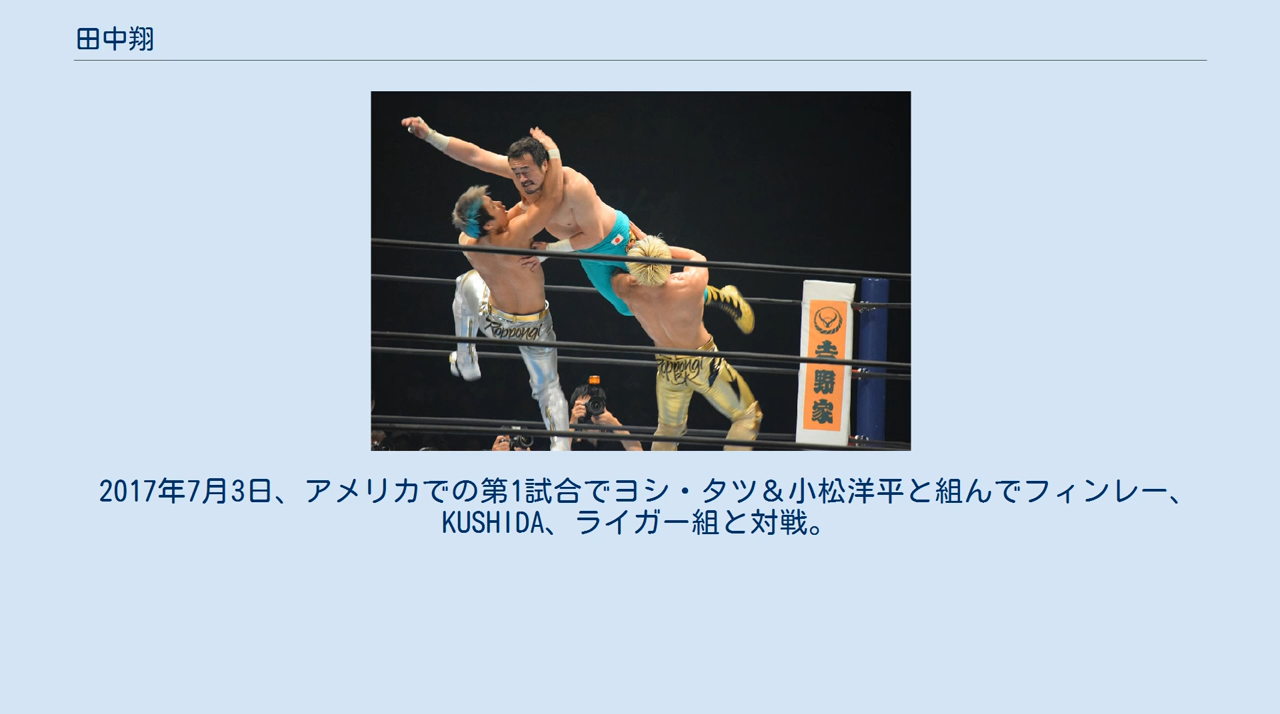 田中翔
Roppongi
Roppongi
吉野家
2017年7月3日、アメリカでの第1試合でヨシ・タツ＆小松洋平と組んでフィンレー、
KUSHIDA、ライガー組と対戦。